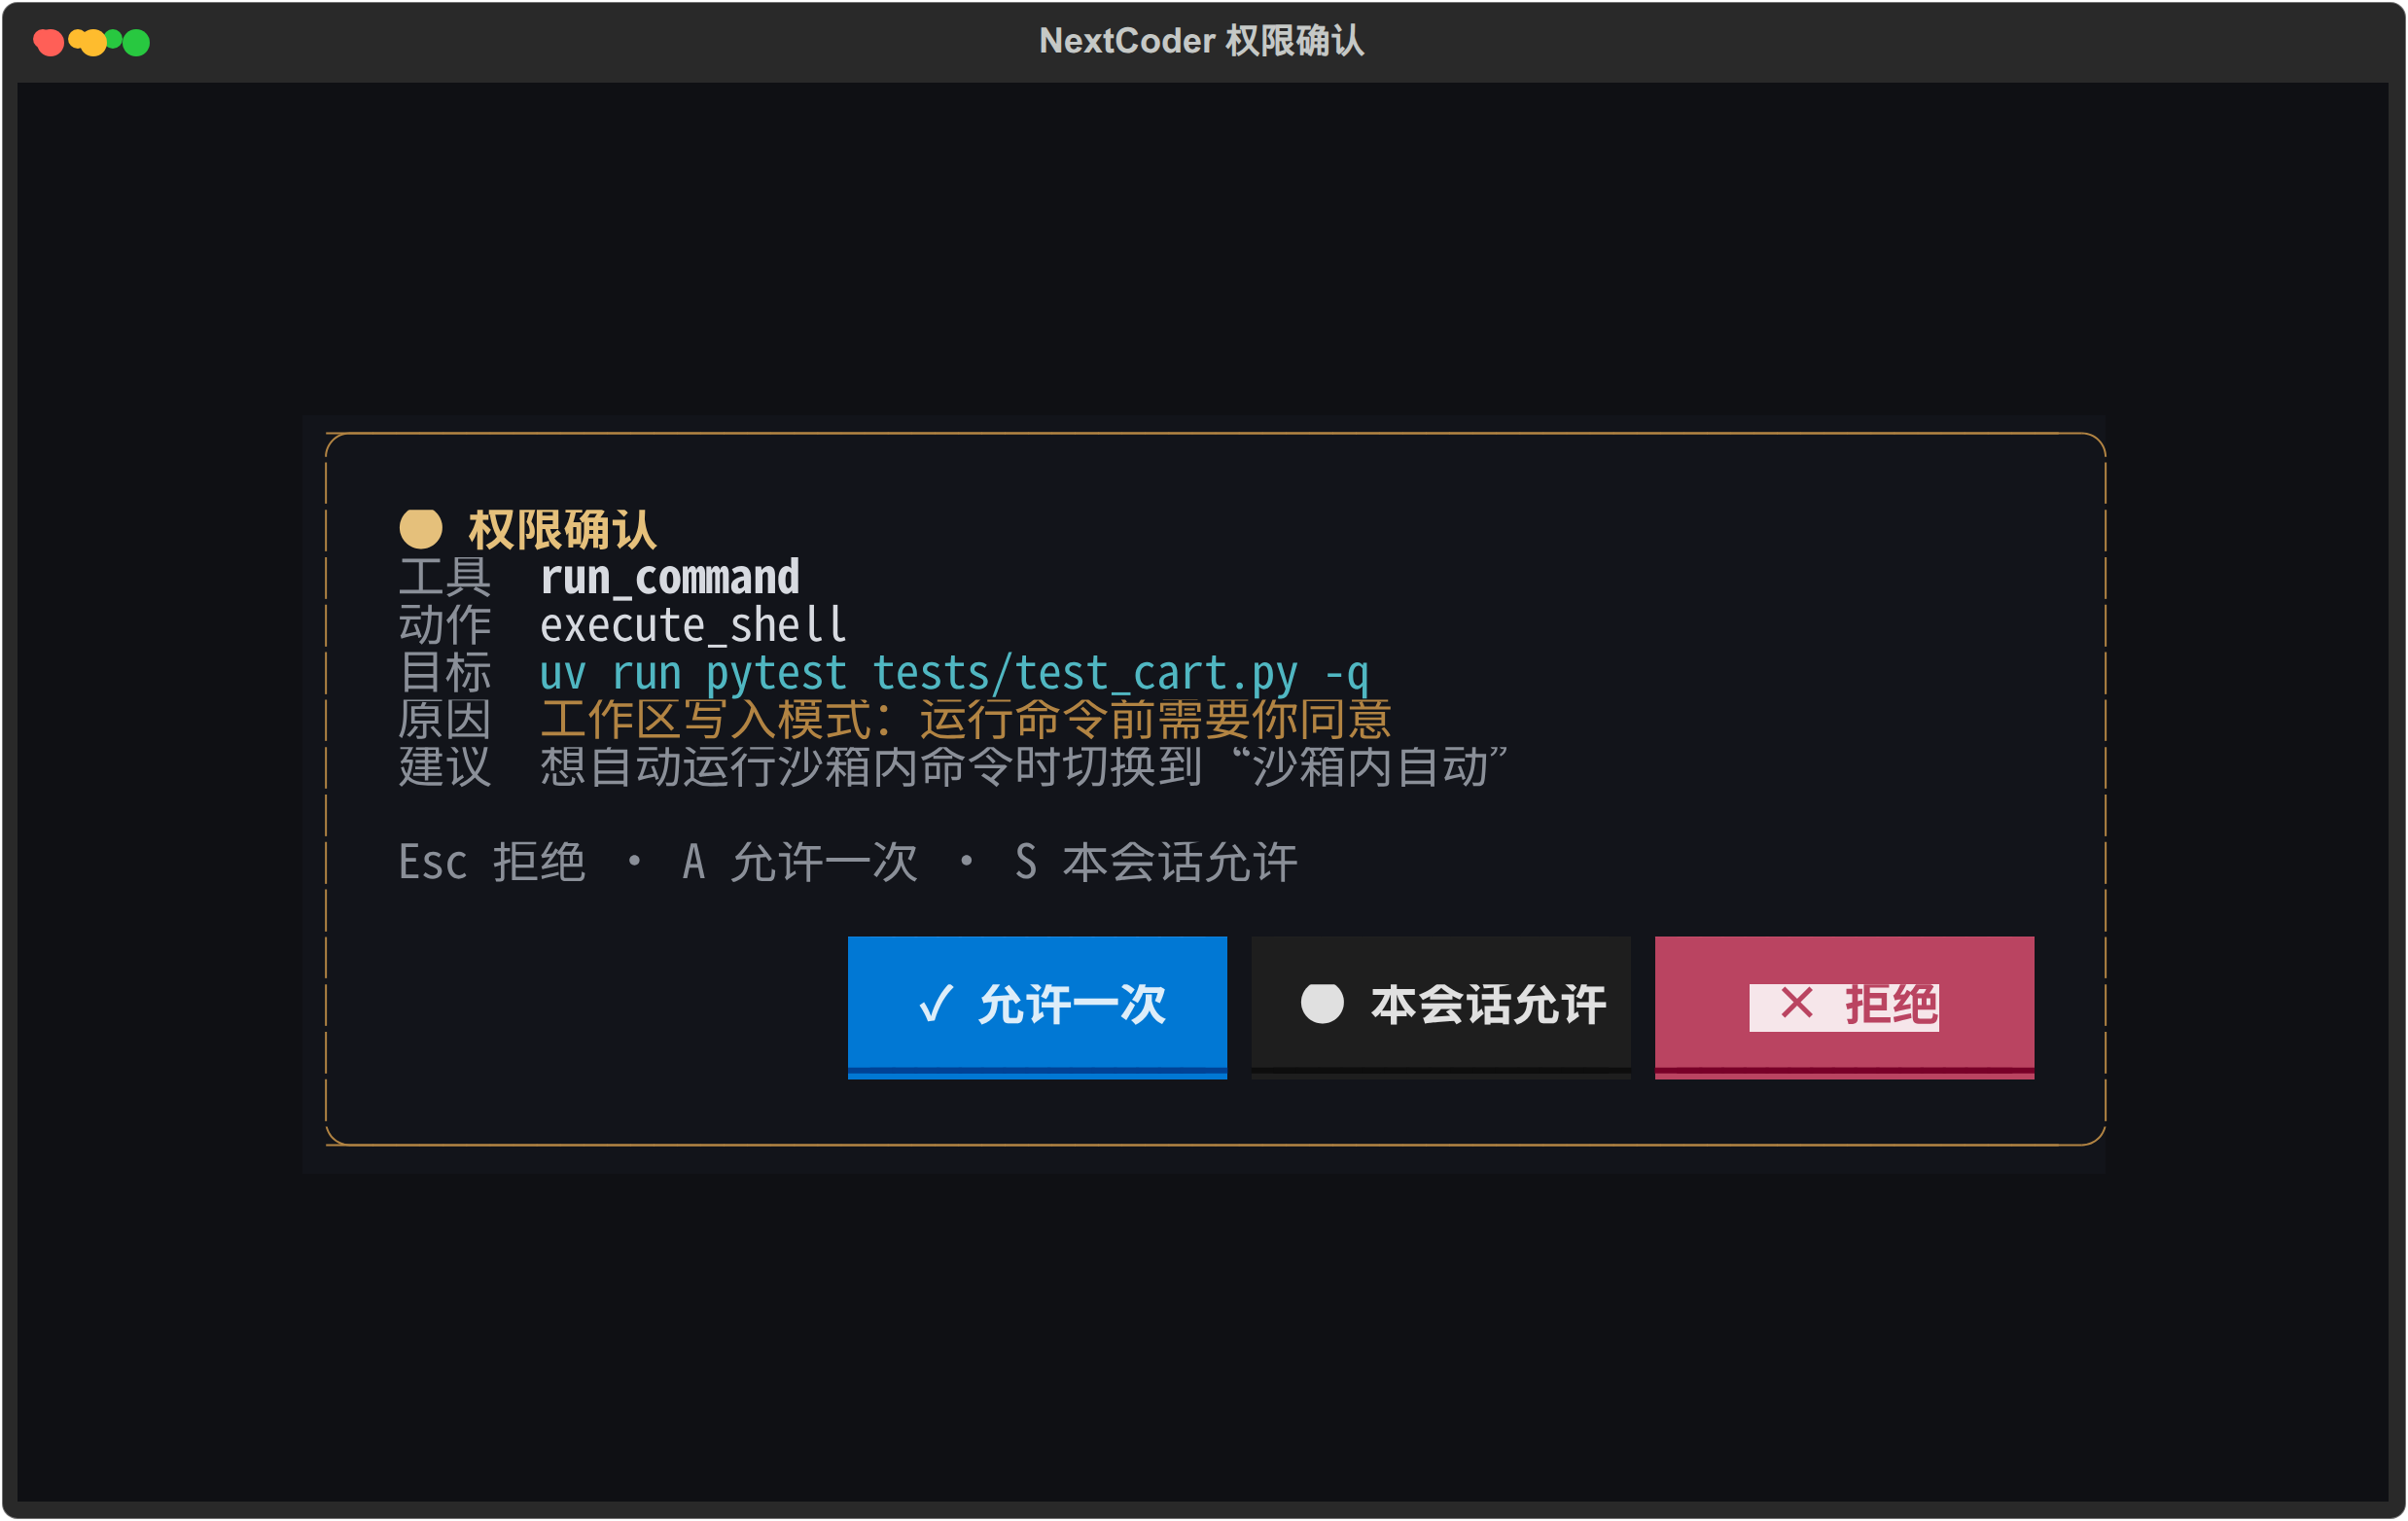 NextCoder 权限确认
● 权限确认
工具 run_command
动作 execute_shell
目标 uv run pytest tests/test_cart.py -q
原因 工作区写入模式：运行命令前需要你同意
建议 想自动运行沙箱内命令时切换到“沙箱内自动”
Esc 拒绝 · A 允许一次 · S 本会话允许
✓ 允许一次 ● 本会话允许 ✕ 拒绝